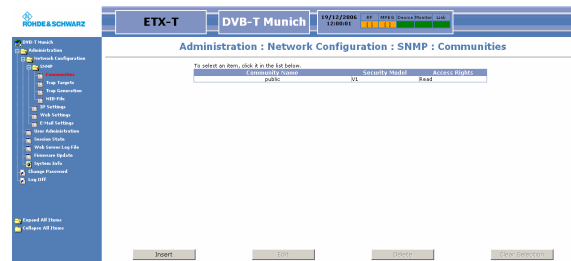 ROHDE&SCHWARZ
ETX-T
DVB-T Munich
19/12/2006
12:00:01
RF MPEG Device Monitor Link
Administration : Network Configuration : SNMP : Communities
DVB-T Munich
Administration
Network Configuration
SNMP
Communities
Trap Targets
Trap Generation
MIB File
IP Settings
Web Settings
E-Mail Settings
User Administration
Session State
Web Server Log File
Firmware Update
System Info
Change Password
Log Off
Expand All Items
Collapse All Items
To select an item, click it in the list below.
Community Name Security Model Access Rights
public V1 Read
Insert Edit Delete Clear Selection